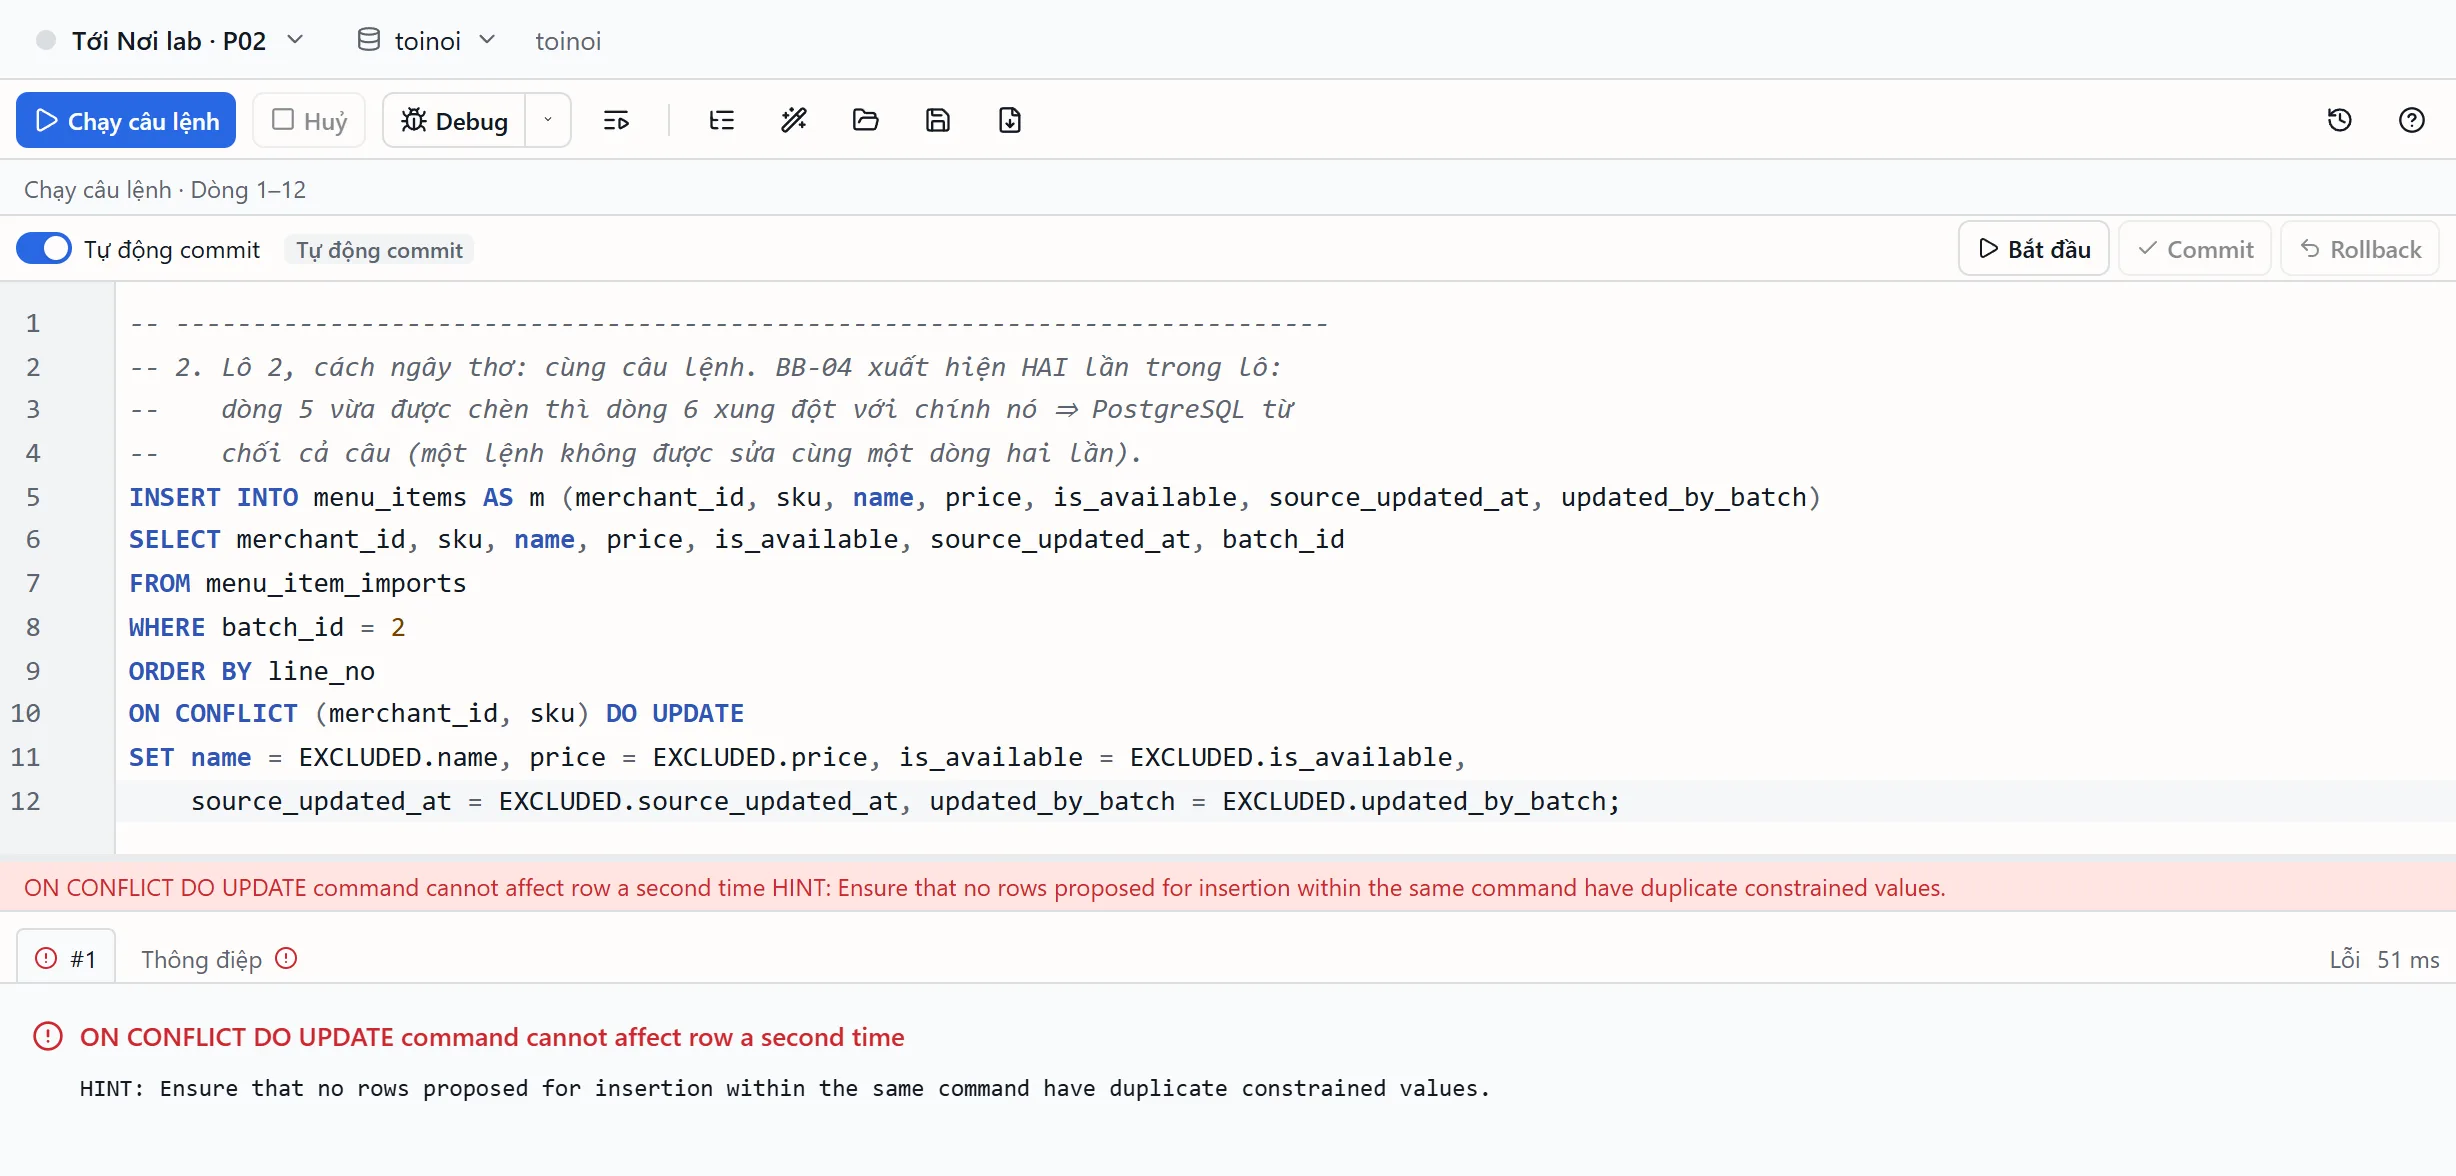 Tới Nơi lab · P02 toinoi toinoi
Chạy câu lệnh Huỷ Debug
Chạy câu lệnh · Dòng 1–12
Tự động commit Tự động commit Bắt đầu Commit Rollback
1 -- ---------------------------------------------------------------------------
2 -- 2. Lô 2, cách ngây thơ: cùng câu lệnh. BB-04 xuất hiện HAI lần trong lô:
3 --    dòng 5 vừa được chèn thì dòng 6 xung đột với chính nó ⇒ PostgreSQL từ
4 --    chối cả câu (một lệnh không được sửa cùng một dòng hai lần).
5 INSERT INTO menu_items AS m (merchant_id, sku, name, price, is_available, source_updated_at, updated_by_batch)
6 SELECT merchant_id, sku, name, price, is_available, source_updated_at, batch_id
7 FROM menu_item_imports
8 WHERE batch_id = 2
9 ORDER BY line_no
10 ON CONFLICT (merchant_id, sku) DO UPDATE
11 SET name = EXCLUDED.name, price = EXCLUDED.price, is_available = EXCLUDED.is_available,
12     source_updated_at = EXCLUDED.source_updated_at, updated_by_batch = EXCLUDED.updated_by_batch;
ON CONFLICT DO UPDATE command cannot affect row a second time HINT: Ensure that no rows proposed for insertion within the same command have duplicate constrained values.
#1 Thông điệp Lỗi 51 ms
ON CONFLICT DO UPDATE command cannot affect row a second time
HINT: Ensure that no rows proposed for insertion within the same command have duplicate constrained values.